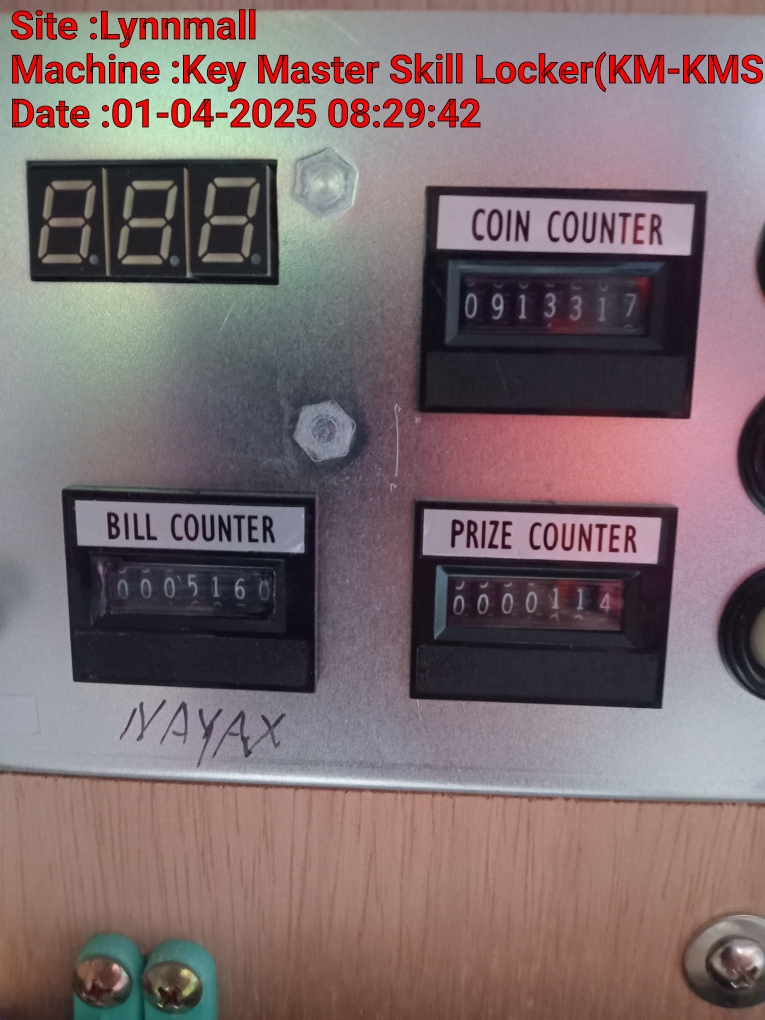 Site :Lynnmall
Machine :Key Master Skill Locker(KM-KMS
Date :01-04-2025 08:29:42
COIN COUNTER
0913317
BILL COUNTER
0005160
PRIZE COUNTER
0000114
NAYAX